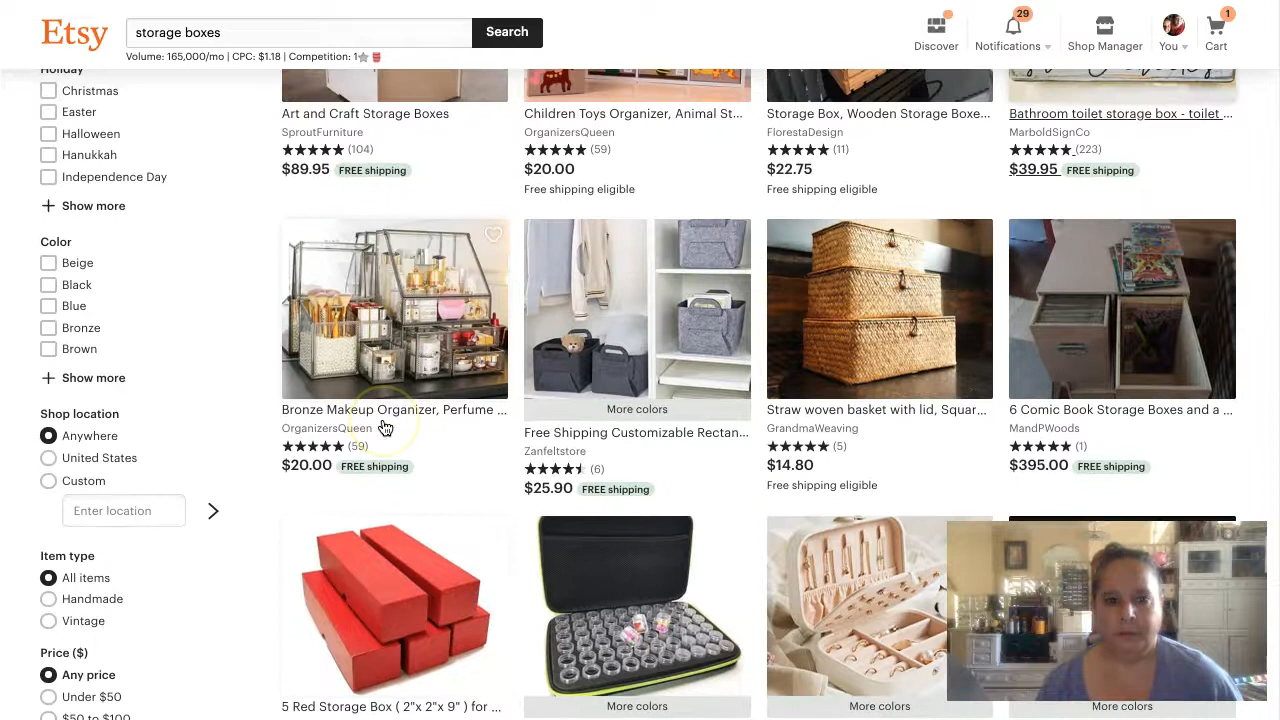 Etsy
storage boxes
Search
Volume: 165,000/mo | CPC: $1.18 | Competition: 1
Discover
29
Notifications
Shop Manager
You
1
Cart
Holiday
Christmas
Easter
Halloween
Hanukkah
Independence Day
Show more
Color
Beige
Black
Blue
Bronze
Brown
Show more
Shop location
Anywhere
United States
Custom
Enter location
Item type
All items
Handmade
Vintage
Price ($)
Any price
Under $50
$50 to $100
Art and Craft Storage Boxes
SproutFurniture
(104)
$89.95 FREE shipping
Children Toys Organizer, Animal St...
OrganizersQueen
(59)
$20.00
Free shipping eligible
Storage Box, Wooden Storage Boxe...
FlorestaDesign
(11)
$22.75
Free shipping eligible
Bathroom toilet storage box - toilet ...
MarboldSignCo
(223)
$39.95 FREE shipping
Bronze Makeup Organizer, Perfume ...
OrganizersQueen
(59)
$20.00 FREE shipping
More colors
Free Shipping Customizable Rectan...
Zanfeltstore
(6)
$25.90 FREE shipping
Straw woven basket with lid, Squar...
GrandmaWeaving
(5)
$14.80
Free shipping eligible
6 Comic Book Storage Boxes and a ...
MandPWoods
(1)
$395.00 FREE shipping
5 Red Storage Box ( 2"x 2"x 9" ) for ...
More colors
More colors
More colors